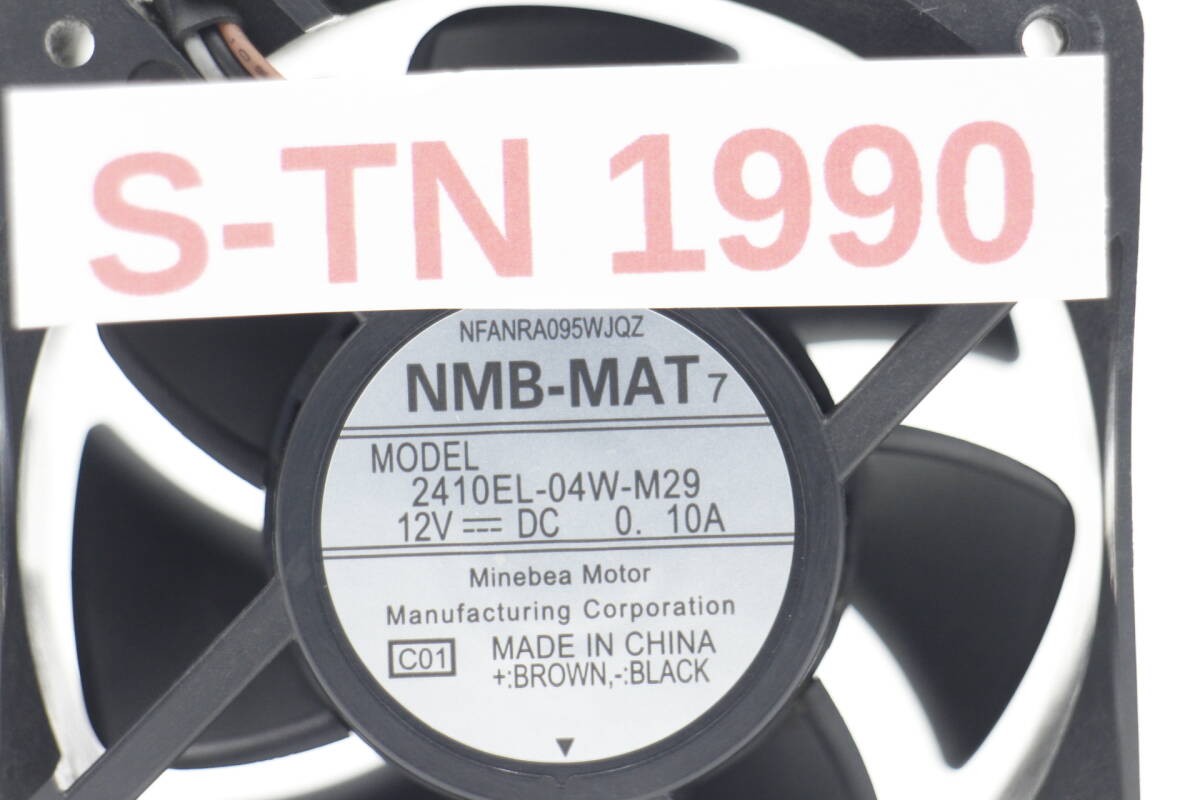 S-TN 1990
NFANRA095WJQZ
NMB-MAT 7
MODEL
2410EL-04W-M29
12V ⎓ DC 0. 10A
Minebea Motor
Manufacturing Corporation
C01 MADE IN CHINA
+:BROWN,-:BLACK